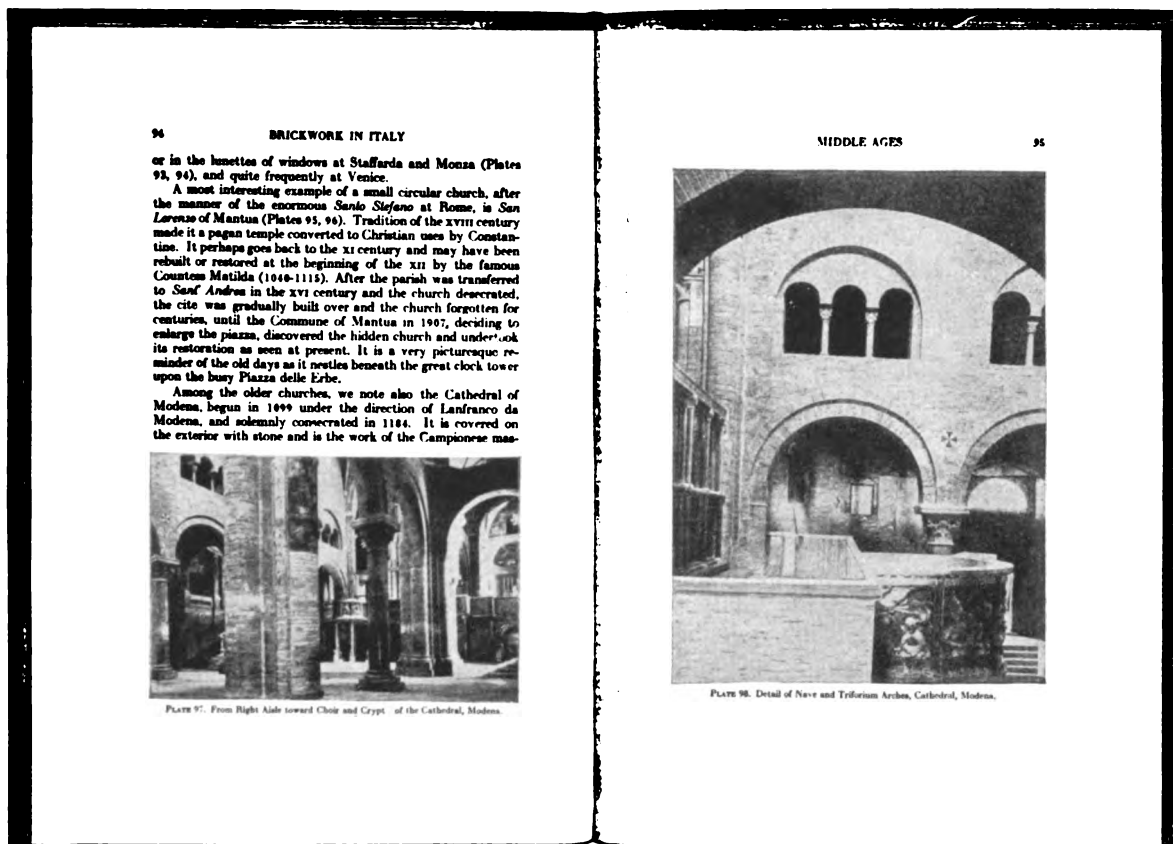 94 BRICKWORK IN ITALY
or in the lunettes of windows at Staffarda and Monza (Plates
93, 94), and quite frequently at Venice.
A most interesting example of a small circular church, after
the manner of the enormous Santo Stefano at Rome, is San
Lorenzo of Mantua (Plates 95, 96). Tradition of the XVIII century
made it a pagan temple converted to Christian uses by Constan-
tine. It perhaps goes back to the XI century and may have been
rebuilt or restored at the beginning of the XII by the famous
Countess Matilda (1046-1115). After the parish was transferred
to Sant' Andrea in the XVI century and the church desecrated,
the cite was gradually built over and the church forgotten for
centuries, until the Commune of Mantua in 1907, deciding to
enlarge the piazza, discovered the hidden church and undertook
its restoration as seen at present. It is a very picturesque re-
minder of the old days as it nestles beneath the great clock tower
upon the busy Piazza delle Erbe.
Among the older churches, we note also the Cathedral of
Modena, begun in 1099 under the direction of Lanfranco da
Modena, and solemnly consecrated in 1184. It is covered on
the exterior with stone and is the work of the Campionese mas-
PLATE 97. From Right Aisle toward Choir and Crypt of the Cathedral, Modena.
MIDDLE AGES 95
PLATE 98. Detail of Nave and Triforium Arches, Cathedral, Modena.